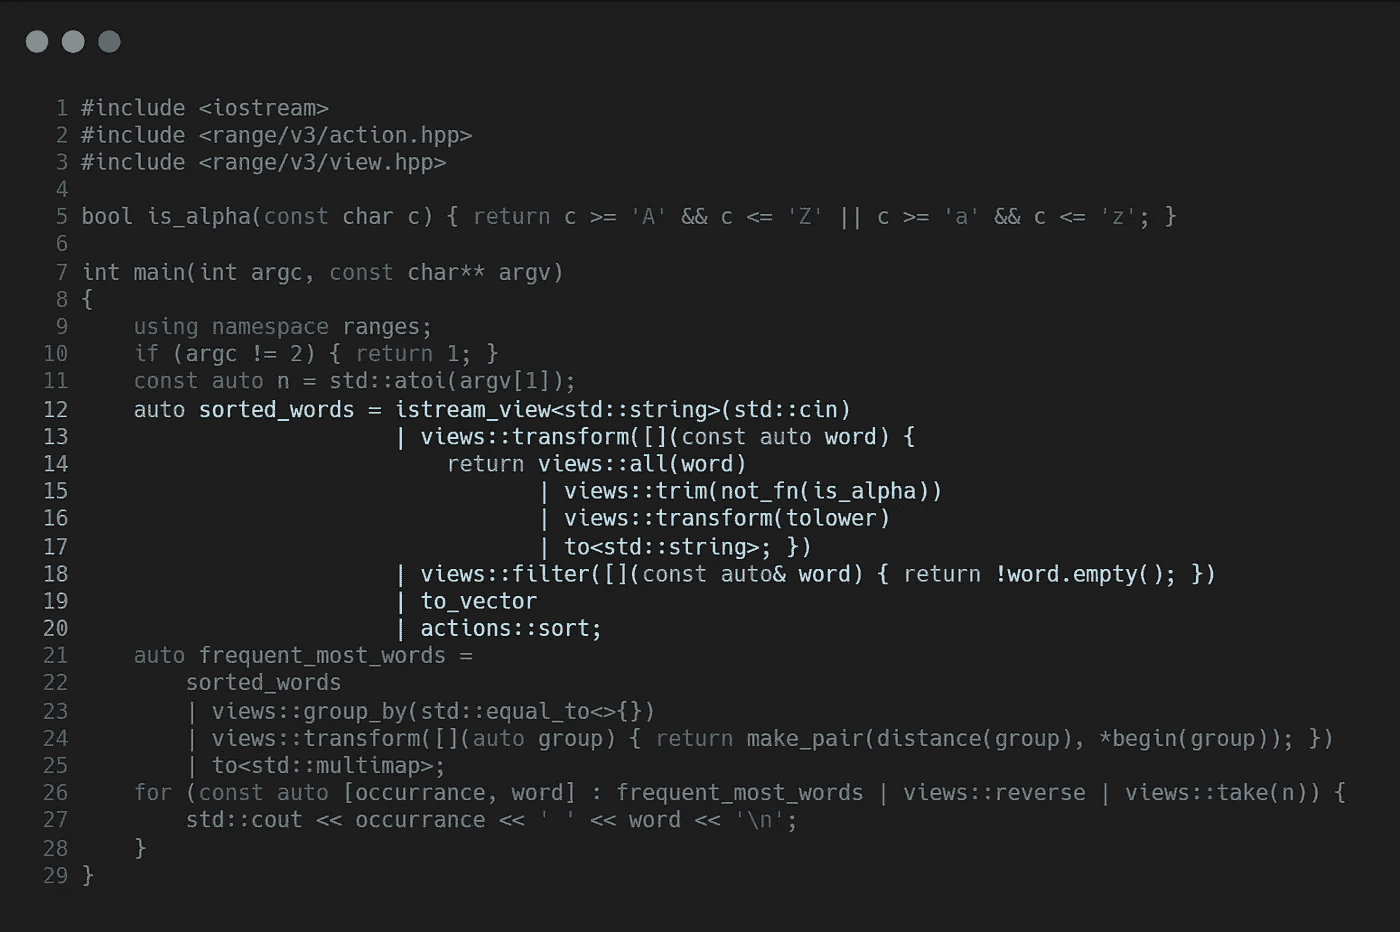 1 #include <iostream>
2 #include <range/v3/action.hpp>
3 #include <range/v3/view.hpp>
4
5 bool is_alpha(const char c) { return c >= 'A' && c <= 'Z' || c >= 'a' && c <= 'z'; }
6
7 int main(int argc, const char** argv)
8 {
9     using namespace ranges;
10     if (argc != 2) { return 1; }
11     const auto n = std::atoi(argv[1]);
12     auto sorted_words = istream_view<std::string>(std::cin)
13                         | views::transform([](const auto word) {
14                             return views::all(word)
15                                    | views::trim(not_fn(is_alpha))
16                                    | views::transform(tolower)
17                                    | to<std::string>; })
18                         | views::filter([](const auto& word) { return !word.empty(); })
19                         | to_vector
20                         | actions::sort;
21     auto frequent_most_words =
22         sorted_words
23         | views::group_by(std::equal_to<>{})
24         | views::transform([](auto group) { return make_pair(distance(group), *begin(group)); })
25         | to<std::multimap>;
26     for (const auto [occurrance, word] : frequent_most_words | views::reverse | views::take(n)) {
27         std::cout << occurrance << ' ' << word << '\n';
28     }
29 }